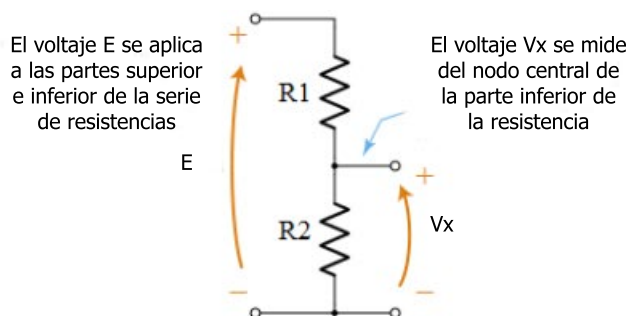 El voltaje E se aplica
a las partes superior
e inferior de la serie
de resistencias
El voltaje Vx se mide
del nodo central de
la parte inferior de
la resistencia
+
R1
E
+
R2
Vx
−
−